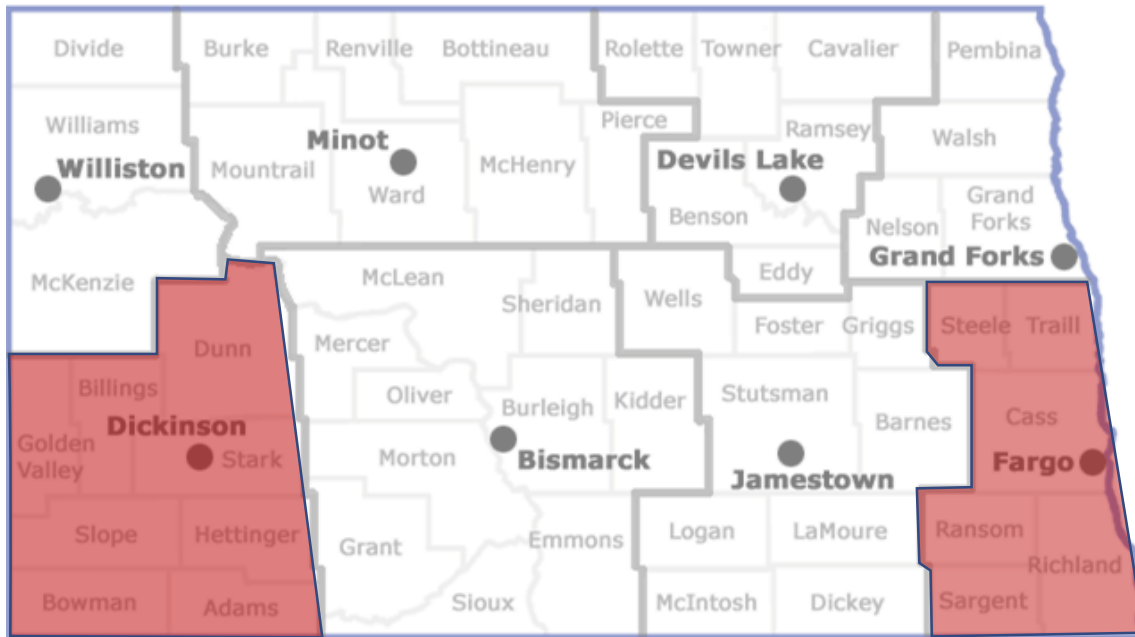 Divide
Burke
Renville
Bottineau
Rolette
Towner
Cavalier
Pembina
Williams
Pierce
Ramsey
Walsh
Williston
Minot
Mountrail
Ward
McHenry
Devils Lake
Benson
Nelson
Grand
Forks
Grand Forks
McKenzie
McLean
Sheridan
Wells
Eddy
Foster
Griggs
Steele
Traill
Dunn
Mercer
Billings
Oliver
Burleigh
Kidder
Stutsman
Barnes
Cass
Golden
Valley
Dickinson
Stark
Morton
Bismarck
Jamestown
Fargo
Slope
Hettinger
Grant
Emmons
Logan
LaMoure
Ransom
Richland
Bowman
Adams
Sioux
McIntosh
Dickey
Sargent